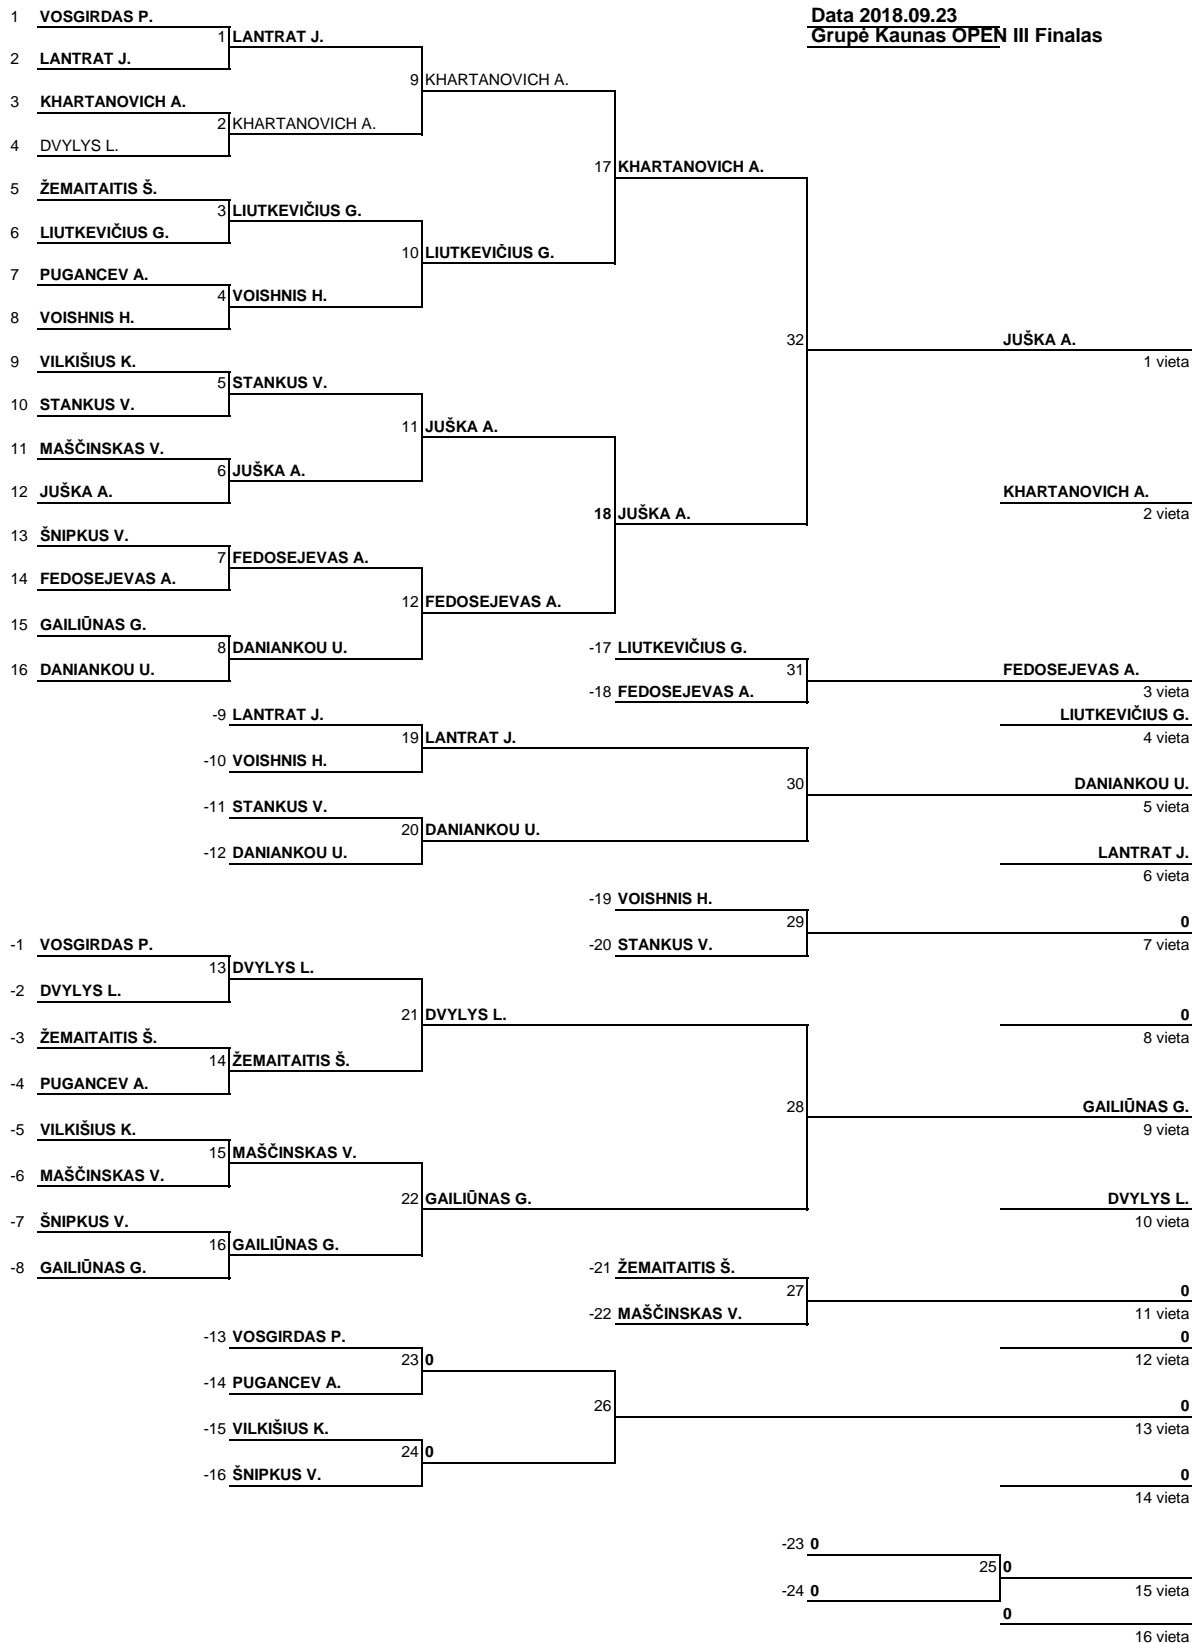 1 VOSGIRDAS P. Data 2018.09.23
1 LANTRAT J. Grupė Kaunas OPEN III Finalas
2 LANTRAT J.
9 KHARTANOVICH A.
3 KHARTANOVICH A.
2 KHARTANOVICH A.
4 DVYLYS L.
17 KHARTANOVICH A.
5 ŽEMAITAITIS Š.
3 LIUTKEVIČIUS G.
6 LIUTKEVIČIUS G.
10 LIUTKEVIČIUS G.
7 PUGANCEV A.
4 VOISHNIS H.
8 VOISHNIS H.
32 JUŠKA A.
9 VILKIŠIUS K. 1 vieta
5 STANKUS V.
10 STANKUS V.
11 JUŠKA A.
11 MAŠČINSKAS V.
6 JUŠKA A.
12 JUŠKA A. KHARTANOVICH A.
18 JUŠKA A. 2 vieta
13 ŠNIPKUS V.
7 FEDOSEJEVAS A.
14 FEDOSEJEVAS A.
12 FEDOSEJEVAS A.
15 GAILIŪNAS G.
8 DANIANKOU U. -17 LIUTKEVIČIUS G.
16 DANIANKOU U. 31 FEDOSEJEVAS A.
-18 FEDOSEJEVAS A. 3 vieta
-9 LANTRAT J. LIUTKEVIČIUS G.
19 LANTRAT J. 4 vieta
-10 VOISHNIS H.
30 DANIANKOU U.
-11 STANKUS V. 5 vieta
20 DANIANKOU U.
-12 DANIANKOU U. LANTRAT J.
6 vieta
-19 VOISHNIS H.
29 0
-1 VOSGIRDAS P. -20 STANKUS V. 7 vieta
13 DVYLYS L.
-2 DVYLYS L.
21 DVYLYS L. 0
-3 ŽEMAITAITIS Š. 8 vieta
14 ŽEMAITAITIS Š.
-4 PUGANCEV A.
28 GAILIŪNAS G.
-5 VILKIŠIUS K. 9 vieta
15 MAŠČINSKAS V.
-6 MAŠČINSKAS V.
22 GAILIŪNAS G. DVYLYS L.
-7 ŠNIPKUS V. 10 vieta
16 GAILIŪNAS G.
-8 GAILIŪNAS G. -21 ŽEMAITAITIS Š.
27 0
-22 MAŠČINSKAS V. 11 vieta
-13 VOSGIRDAS P. 0
23 0 12 vieta
-14 PUGANCEV A.
26 0
-15 VILKIŠIUS K. 13 vieta
24 0
-16 ŠNIPKUS V. 0
14 vieta
-23 0
25 0
-24 0 15 vieta
0
16 vieta